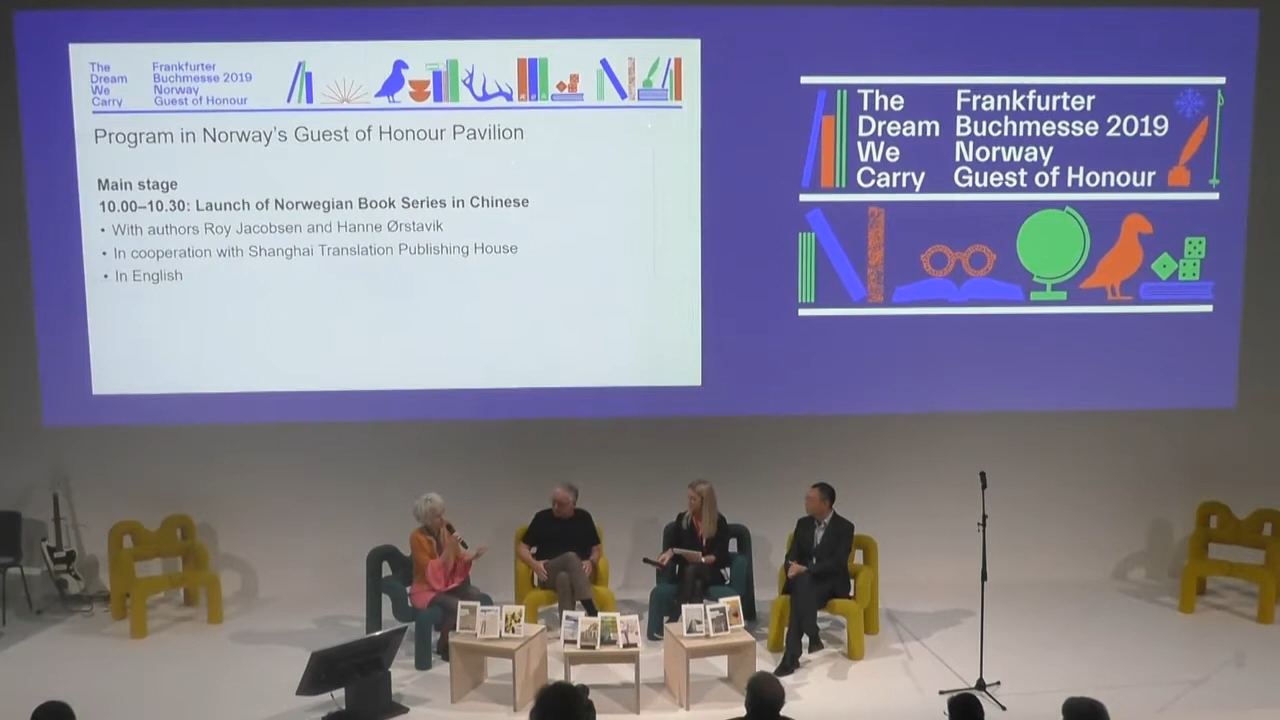 The
Dream
We
Carry
Frankfurter
Buchmesse 2019
Norway
Guest of Honour
Program in Norway's Guest of Honour Pavilion
Main stage
10.00–10.30: Launch of Norwegian Book Series in Chinese
• With authors Roy Jacobsen and Hanne Ørstavik
• In cooperation with Shanghai Translation Publishing House
• In English
The
Dream
We
Carry
Frankfurter
Buchmesse 2019
Norway
Guest of Honour